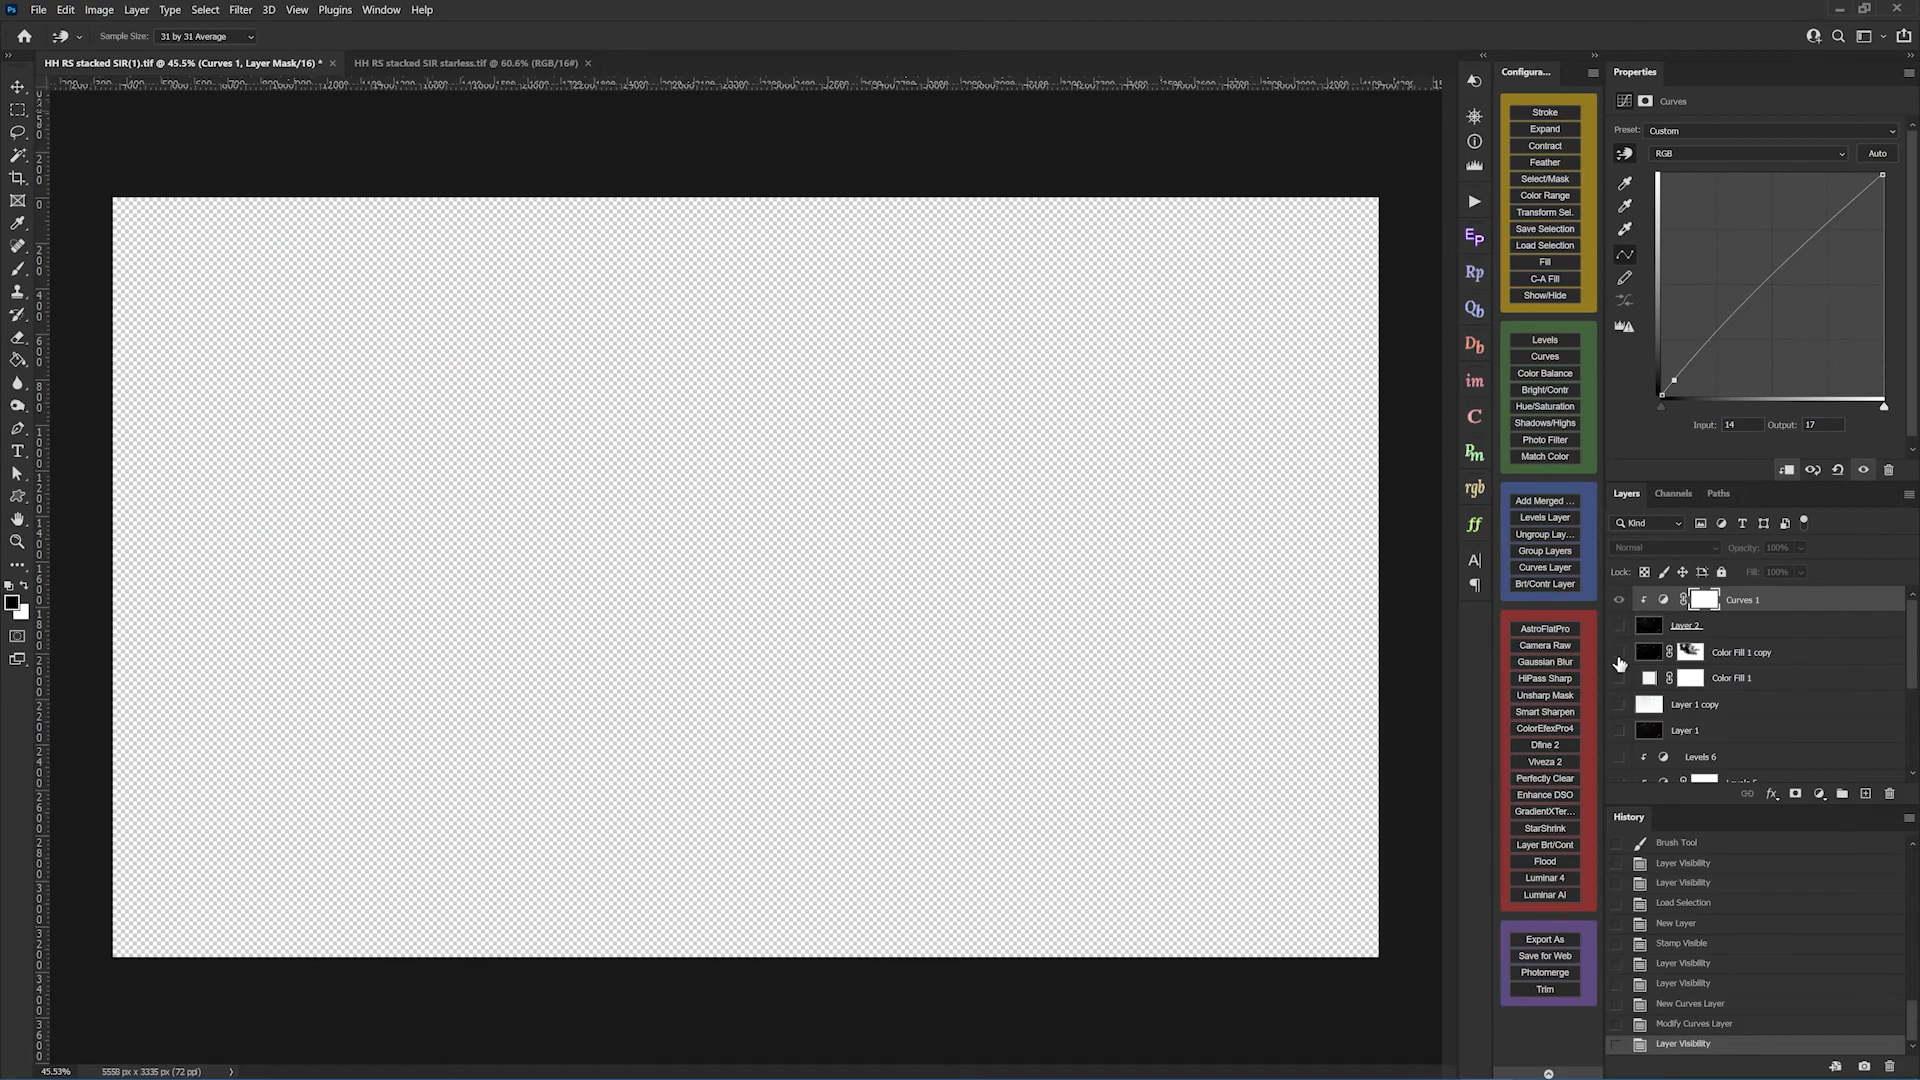 Ps File Edit Image Layer Type Select Filter 3D View Plugins Window Help
Sample Size: 31 by 31 Average
HH RS stacked SIR(1).tif @ 45.5% (Curves 1, Layer Mask/16) * ×
HH RS stacked SIR starless.tif @ 60.6% (RGB/16#) ×
Configura...
Stroke
Expand
Contract
Feather
Select/Mask
Color Range
Transform Sel.
Save Selection
Load Selection
Fill
C-A Fill
Show/Hide
Levels
Curves
Color Balance
Bright/Contr
Hue/Saturation
Shadows/Highs
Photo Filter
Match Color
Add Merged ...
Levels Layer
Ungroup Lay...
Group Layers
Curves Layer
Brt/Contr Layer
AstroFlatPro
Camera Raw
Gaussian Blur
HiPass Sharp
Unsharp Mask
Smart Sharpen
ColorEfexPro4
Dfine 2
Viveza 2
Perfectly Clear
Enhance DSO
GradientXTer...
StarShrink
Layer Brt/Cont
Flood
Luminar 4
Luminar AI
Export As
Save for Web
Photomerge
Trim
Ep
Rp
Qb
Db
im
C
Pm
rgb
ff
A|
Properties
Curves
Preset: Custom
RGB
Auto
Input: 14 Output: 17
Layers Channels Paths
Kind
Normal Opacity: 100%
Lock: Fill: 100%
Curves 1
Layer 2
Color Fill 1 copy
Color Fill 1
Layer 1 copy
Layer 1
Levels 6
fx
History
Brush Tool
Layer Visibility
Layer Visibility
Load Selection
New Layer
Stamp Visible
Layer Visibility
Layer Visibility
New Curves Layer
Modify Curves Layer
Layer Visibility
45.53% 5558 px x 3335 px (72 ppi)